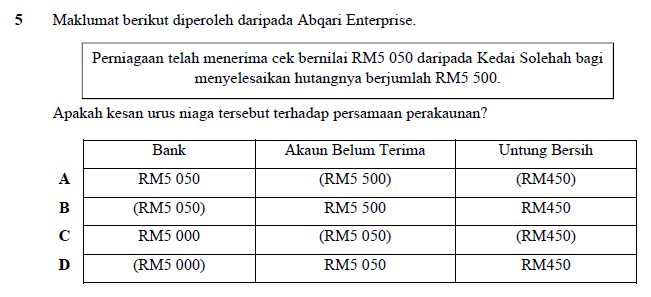 5 Maklumat berikut diperoleh daripada Abqari Enterprise.
Perniagaan telah menerima cek bernilai RM5 050 daripada Kedai Solehah bagi
menyelesaikan hutangnya berjumlah RM5 500.
Apakah kesan urus niaga tersebut terhadap persamaan perakaunan?
Bank Akaun Belum Terima Untung Bersih
A RM5 050 (RM5 500) (RM450)
B (RM5 050) RM5 500 RM450
C RM5 000 (RM5 050) (RM450)
D (RM5 000) RM5 050 RM450